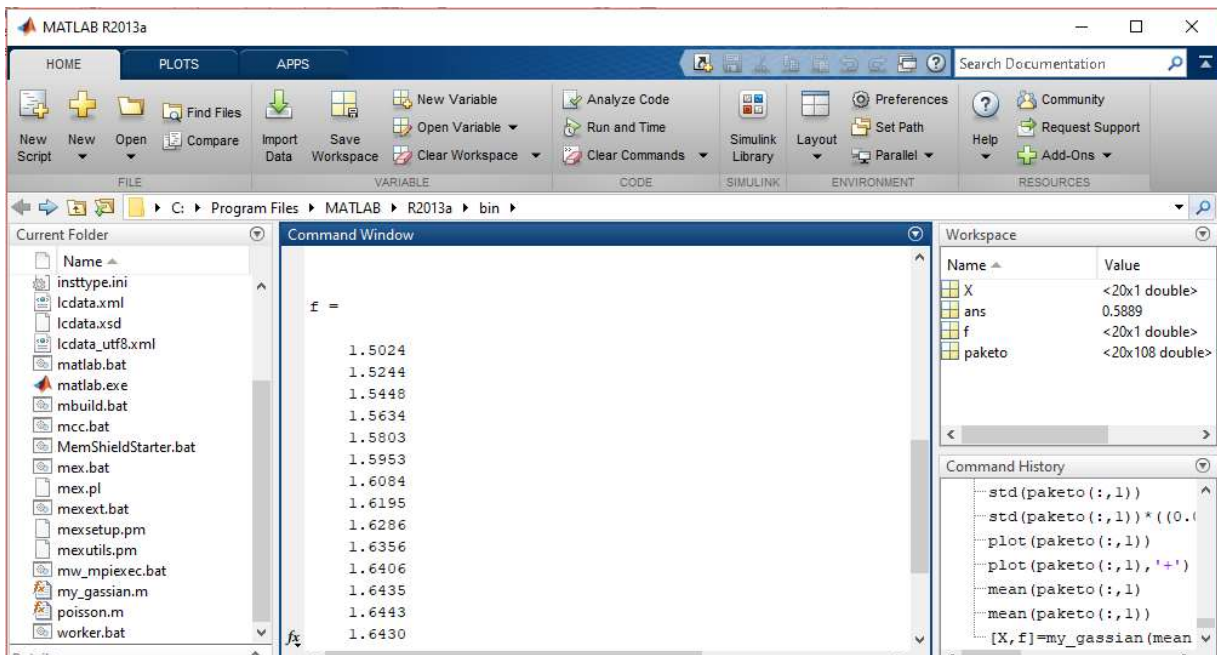 MATLAB R2013a
HOME PLOTS APPS Search Documentation
New Script New Open Find Files Compare
FILE
Import Data Save Workspace New Variable Open Variable Clear Workspace
VARIABLE
Analyze Code Run and Time Clear Commands
CODE
Simulink Library
SIMULINK
Layout Preferences Set Path Parallel
ENVIRONMENT
Help Community Request Support Add-Ons
RESOURCES
C: Program Files MATLAB R2013a bin
Current Folder
Name
insttype.ini
lcdata.xml
lcdata.xsd
lcdata_utf8.xml
matlab.bat
matlab.exe
mbuild.bat
mcc.bat
MemShieldStarter.bat
mex.bat
mex.pl
mexext.bat
mexsetup.pm
mexutils.pm
mw_mpiexec.bat
my_gassian.m
poisson.m
worker.bat
Command Window
f =
1.5024
1.5244
1.5448
1.5634
1.5803
1.5953
1.6084
1.6195
1.6286
1.6356
1.6406
1.6435
1.6443
1.6430
fx
Workspace
Name Value
X <20x1 double>
ans 0.5889
f <20x1 double>
paketo <20x108 double>
Command History
std(paketo(:,1))
std(paketo(:,1))*((0.
plot(paketo(:,1))
plot(paketo(:,1),'+')
mean(paketo(:,1)
mean(paketo(:,1))
[X,f]=my_gassian(mean